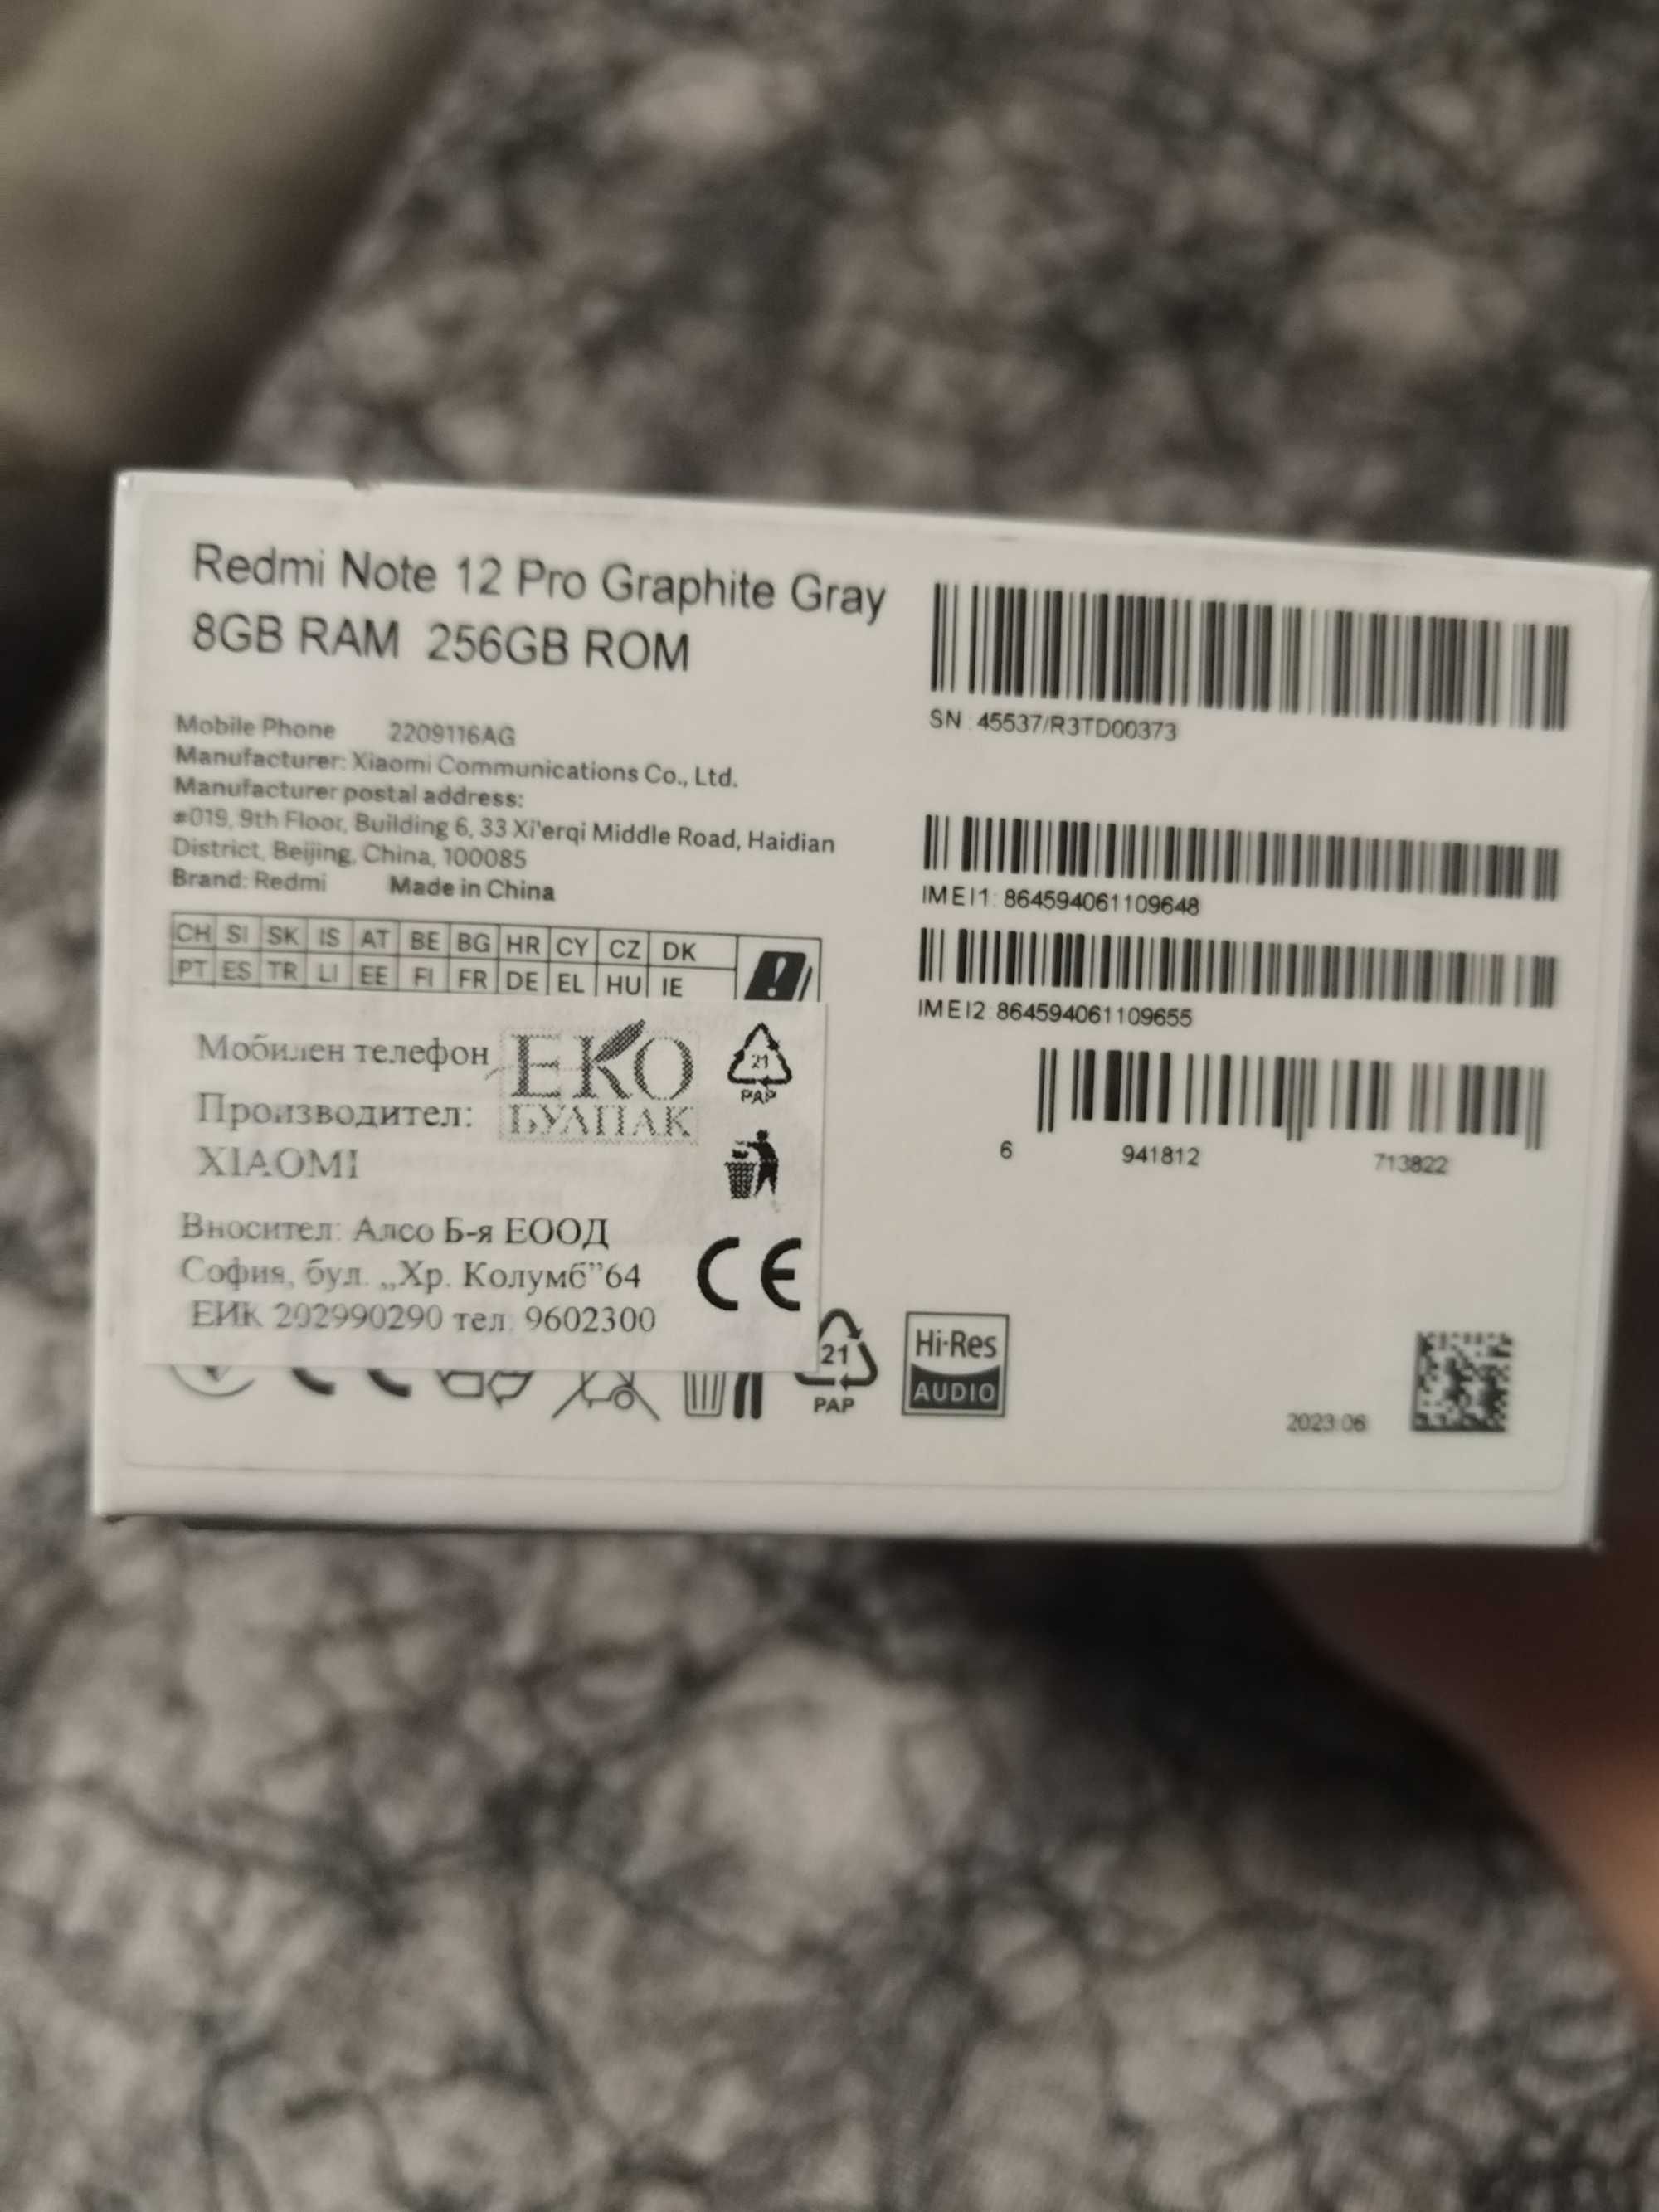 Redmi Note 12 Pro Graphite Gray
8GB RAM 256GB ROM
Mobile Phone 2209116AG
Manufacturer: Xiaomi Communications Co., Ltd.
Manufacturer postal address:
#019, 9th Floor, Building 6, 33 Xi'erqi Middle Road, Haidian
District, Beijing, China, 100085
Brand: Redmi Made in China
CH SI SK IS AT BE BG HR CY CZ DK
PT ES TR LI EE FI FR DE EL HU IE
Мобилен телефон
ЕКО
БУЛПАК
21
PAP
Производител:
XIAOMI
Вносител: Алсо Б-я ЕООД
София, бул. „Хр. Колумб”64
ЕИК 202990290 тел. 9602300
CE
21
PAP
Hi-Res
AUDIO
SN: 45537/R3TD00373
IMEI1: 864594061109648
IMEI2: 864594061109655
6 941812 713822
2023.06